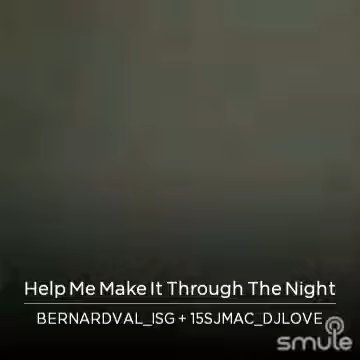 Help Me Make It Through The Night
BERNARDVAL_ISG + 15SJMAC_DJLOVE
smule